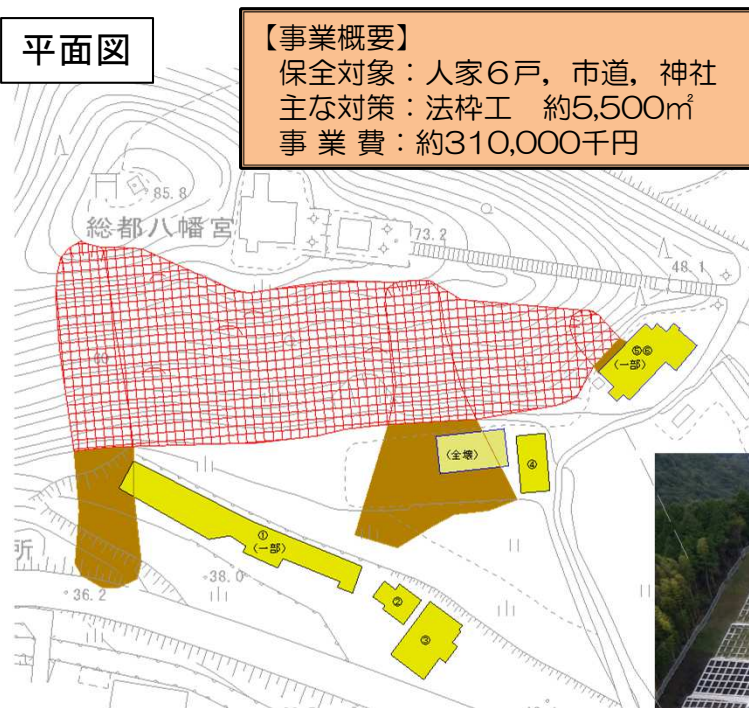 平面図
【事業概要】
保全対象：人家６戸，市道，神社
主な対策：法枠工　約5,500㎡
事 業 費：約310,000千円
85.8
総都八幡宮
73.2
48.1
60
⑤⑥
（一部）
（全壊）
④
①
（一部）
所
38.0
36.2
②
③